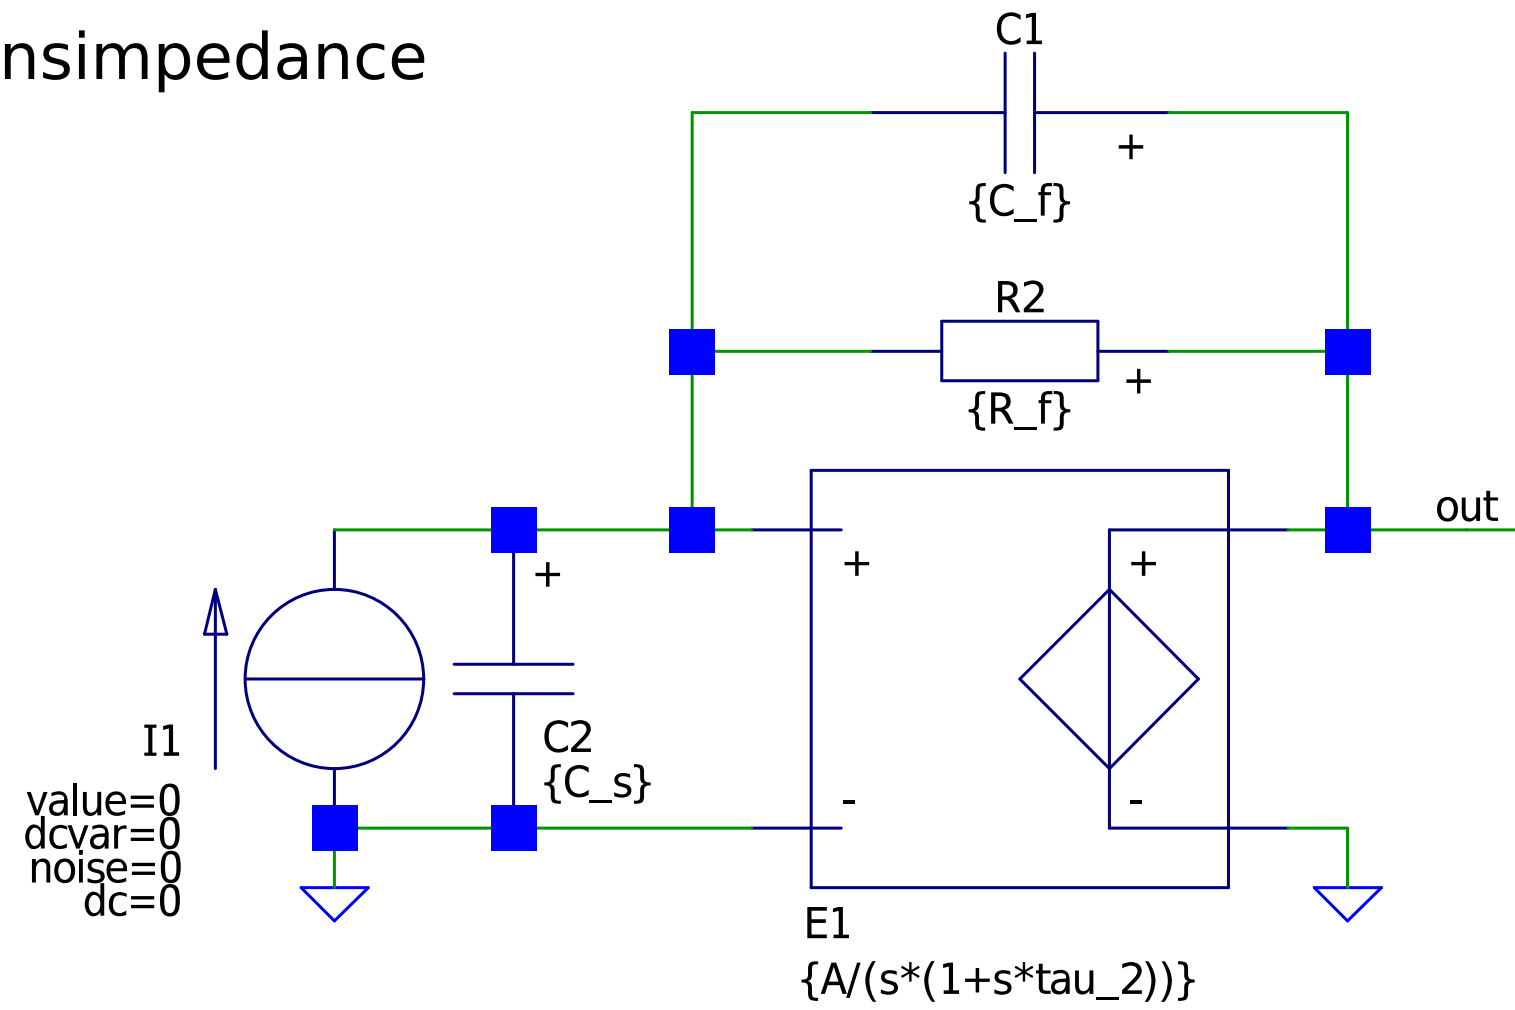 nsimpedance
C1
+
{C_f}
R2
+
{R_f}
out
+
+
+
I1
C2
{C_s}
value=0
dcvar=0
noise=0
dc=0
-
-
E1
{A/(s*(1+s*tau_2))}